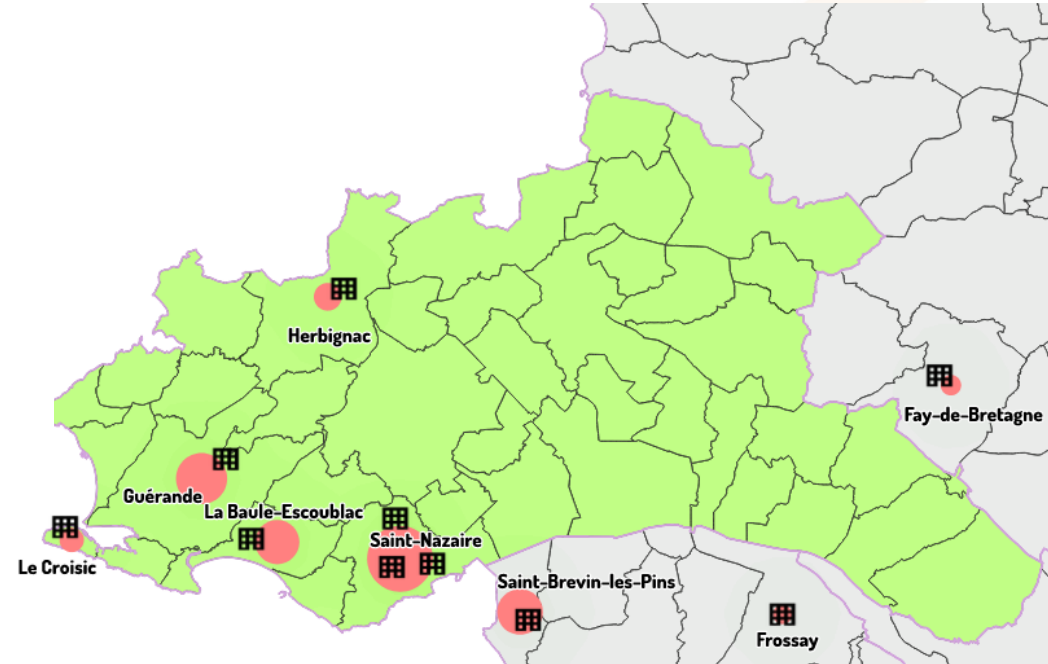 Herbignac
Fay-de-Bretagne
Guérande
La Baule-Escoublac
Saint-Nazaire
Le Croisic
Saint-Brevin-les-Pins
Frossay